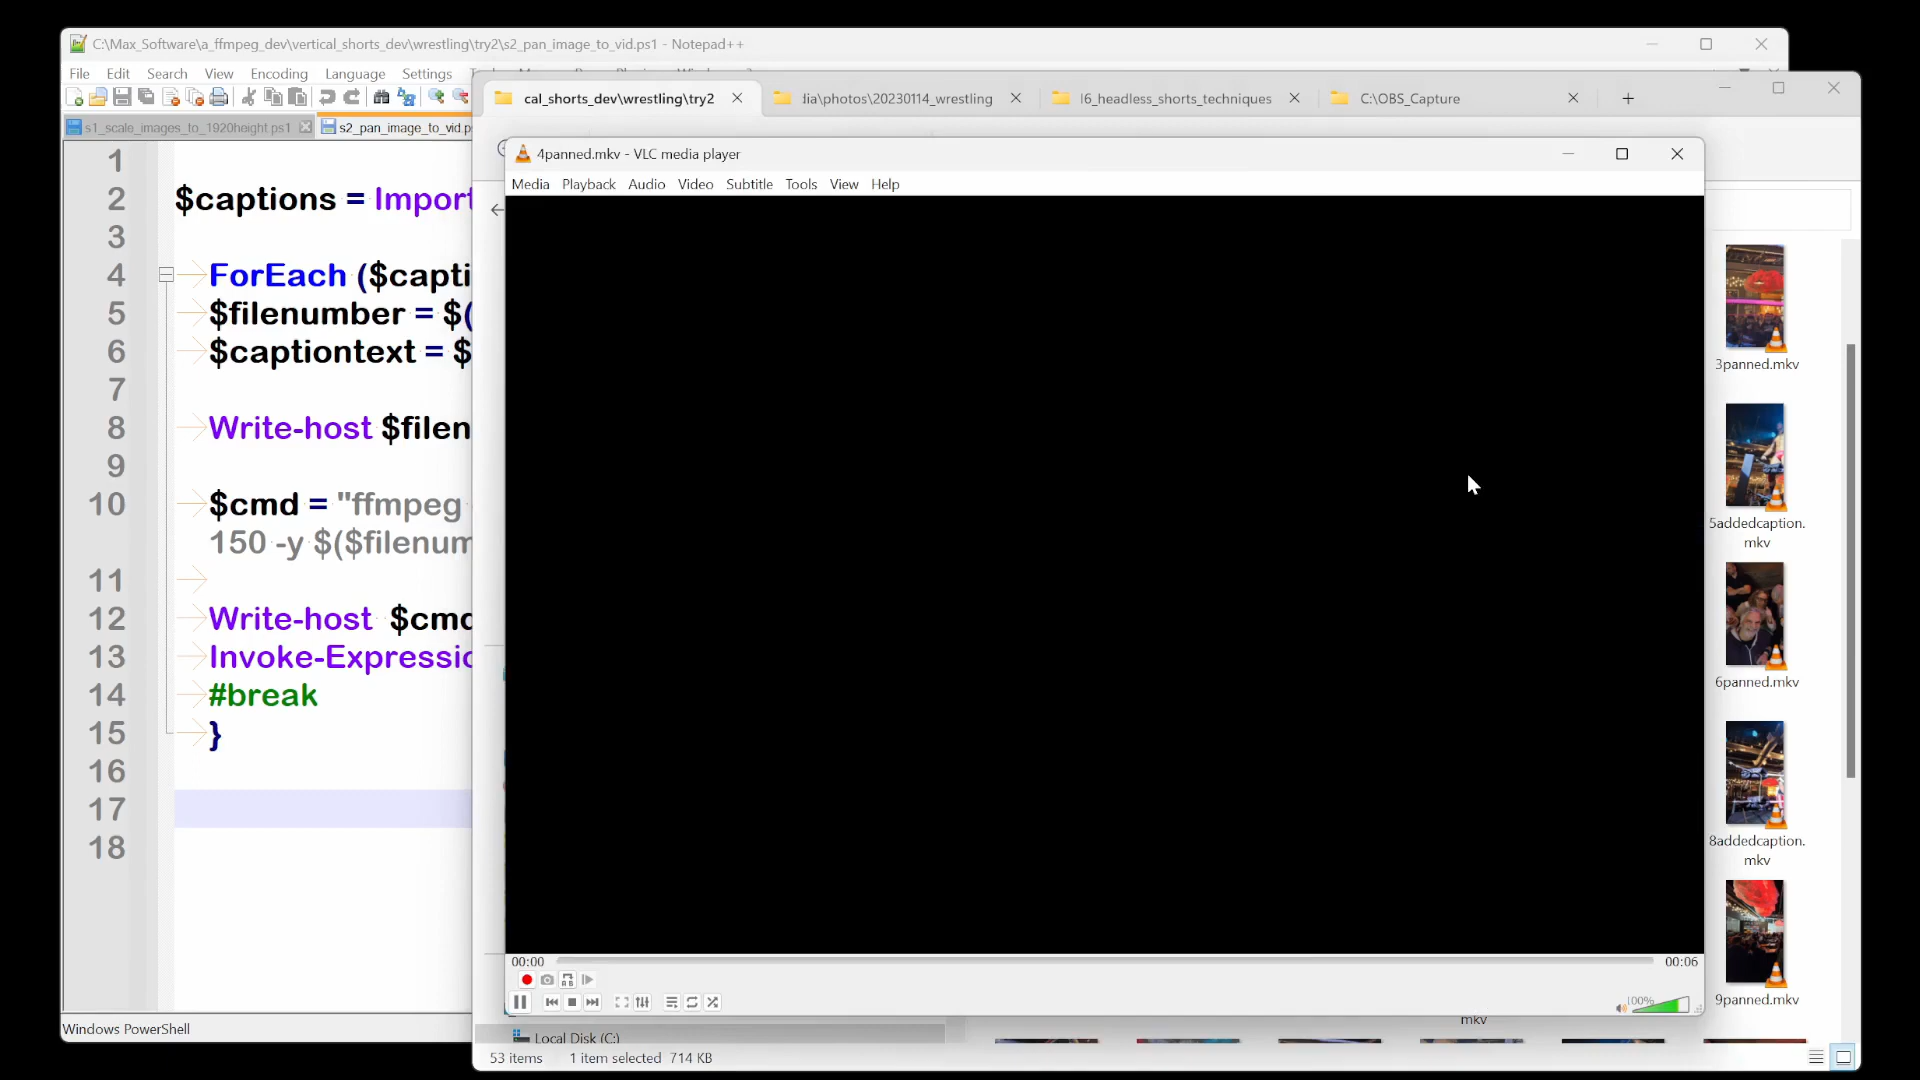 C:\Max_Software\a_ffmpeg_dev\vertical_shorts_dev\wrestling\try2\s2_pan_image_to_vid.ps1 - Notepad++
File Edit Search View Encoding Language Settings
s1_scale_images_to_1920height.ps1 s2_pan_image_to_vid.p
cal_shorts_dev\wrestling\try2 lia\photos\20230114_wrestling l6_headless_shorts_techniques C:\OBS_Capture
4panned.mkv - VLC media player
Media Playback Audio Video Subtitle Tools View Help
1
2 $captions = Import
3
4 ForEach ($capti
5 $filenumber = $(
6 $captiontext = $
7
8 Write-host $filen
9
10 $cmd = "ffmpeg
150 -y $($filenum
11
12 Write-host $cmd
13 Invoke-Expressio
14 #break
15 }
16
17
18
3panned.mkv
5addedcaption.
mkv
6panned.mkv
8addedcaption.
mkv
9panned.mkv
00:00 00:06
100%
mkv
Local Disk (C:)
Windows PowerShell
53 items 1 item selected 714 KB